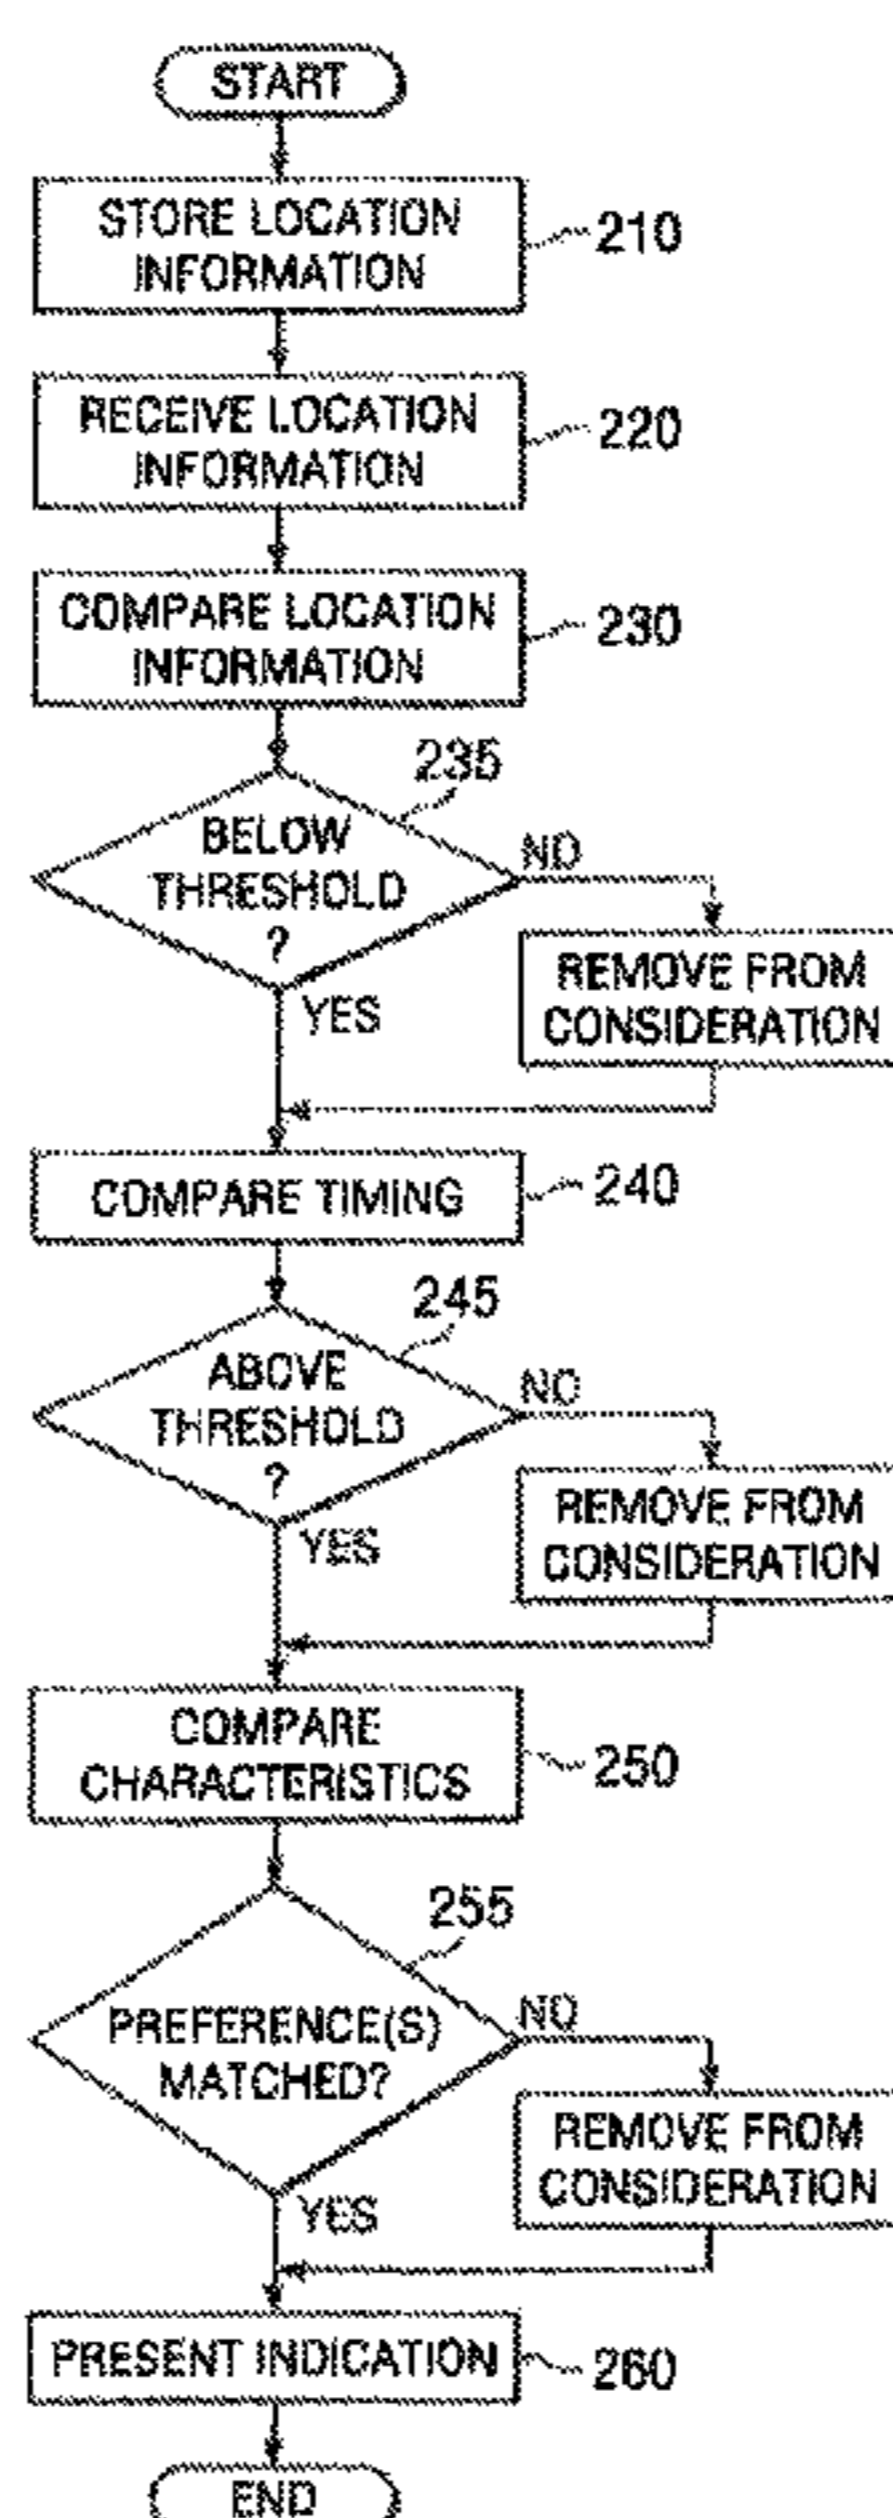 START
STORE LOCATION
INFORMATION
210
RECEIVE LOCATION
INFORMATION
220
COMPARE LOCATION
INFORMATION
230
235
BELOW
THRESHOLD
?
NO
YES
REMOVE FROM
CONSIDERATION
COMPARE TIMING
240
245
ABOVE
THRESHOLD
?
NO
YES
REMOVE FROM
CONSIDERATION
COMPARE
CHARACTERISTICS
250
255
PREFERENCE(S)
MATCHED?
NO
YES
REMOVE FROM
CONSIDERATION
PRESENT INDICATION
260
END